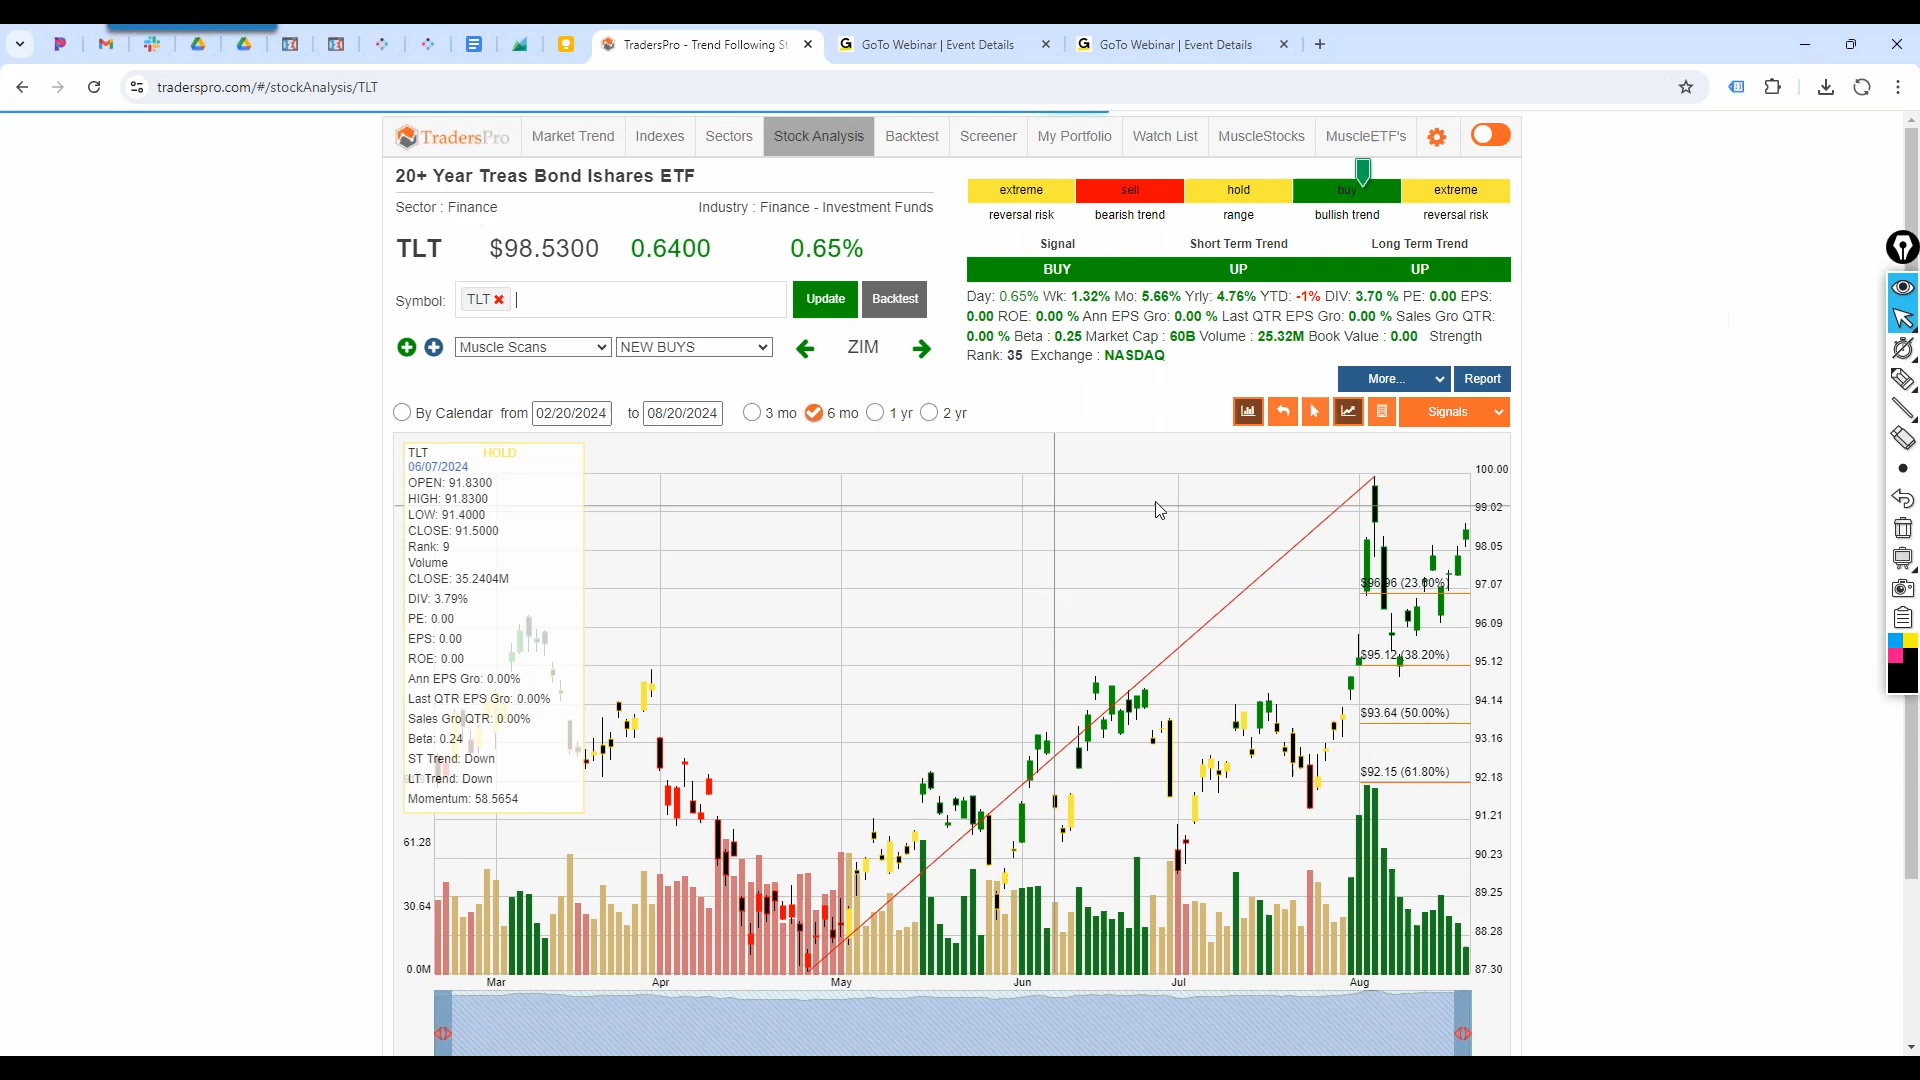 TradersPro - Trend Following St
GoTo Webinar | Event Details
GoTo Webinar | Event Details
traderspro.com/#/stockAnalysis/TLT
TradersPro
Market Trend
Indexes
Sectors
Stock Analysis
Backtest
Screener
My Portfolio
Watch List
MuscleStocks
MuscleETF's
20+ Year Treas Bond Ishares ETF
Sector : Finance
Industry : Finance - Investment Funds
TLT $98.5300 0.6400 0.65%
Symbol: TLT Update Backtest
Muscle Scans NEW BUYS ZIM
extreme sell hold buy extreme
reversal risk bearish trend range bullish trend reversal risk
Signal Short Term Trend Long Term Trend
BUY UP UP
Day: 0.65% Wk: 1.32% Mo: 5.66% Yrly: 4.76% YTD: -1% DIV: 3.70 % PE: 0.00 EPS:
0.00 ROE: 0.00 % Ann EPS Gro: 0.00 % Last QTR EPS Gro: 0.00 % Sales Gro QTR:
0.00 % Beta : 0.25 Market Cap : 60B Volume : 25.32M Book Value : 0.00 Strength
Rank: 35 Exchange : NASDAQ
More... Report
By Calendar from 02/20/2024 to 08/20/2024 3 mo 6 mo 1 yr 2 yr
Signals
TLT HOLD
06/07/2024
OPEN: 91.8300
HIGH: 91.8300
LOW: 91.4000
CLOSE: 91.5000
Rank: 9
Volume
CLOSE: 35.2404M
DIV: 3.79%
PE: 0.00
EPS: 0.00
ROE: 0.00
Ann EPS Gro: 0.00%
Last QTR EPS Gro: 0.00%
Sales Gro QTR: 0.00%
Beta: 0.24
ST Trend: Down
LT Trend: Down
Momentum: 58.5654
61.28
30.64
0.0M
$96.96 (23.60%)
$95.12 (38.20%)
$93.64 (50.00%)
$92.15 (61.80%)
100.00
99.02
98.05
97.07
96.09
95.12
94.14
93.16
92.18
91.21
90.23
89.25
88.28
87.30
Mar Apr May Jun Jul Aug